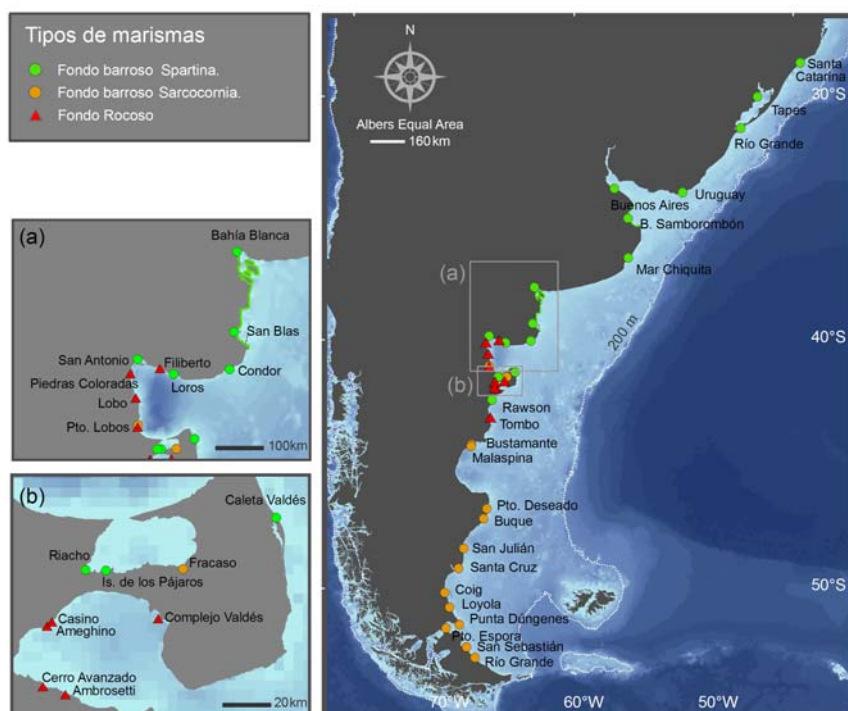 Tipos de marismas
Fondo barroso Spartina.
Fondo barroso Sarcocornia.
Fondo Rocoso
(a)
Bahía Blanca
San Blas
San Antonio
Filiberto
Condor
Piedras Coloradas
Loros
Lobo
Pto. Lobos
100km
(b)
Caleta Valdés
Riacho
Fracaso
Is. de los Pájaros
Casino
Complejo Valdés
Ameghino
Cerro Avanzado
Ambrosetti
20km
N
Albers Equal Area
160km
Santa
Catarina
30°S
Tapes
Río Grande
Uruguay
Buenos Aires
B. Samborombón
Mar Chiquita
(a)
200 m
40°S
(b)
Rawson
Tombo
Bustamante
Malaspina
Pto. Deseado
Buque
San Julián
Santa Cruz
50°S
Coig
Loyola
Punta Dúngenes
Pto. Espora
San Sebastián
Río Grande
70°W
60°W
50°W